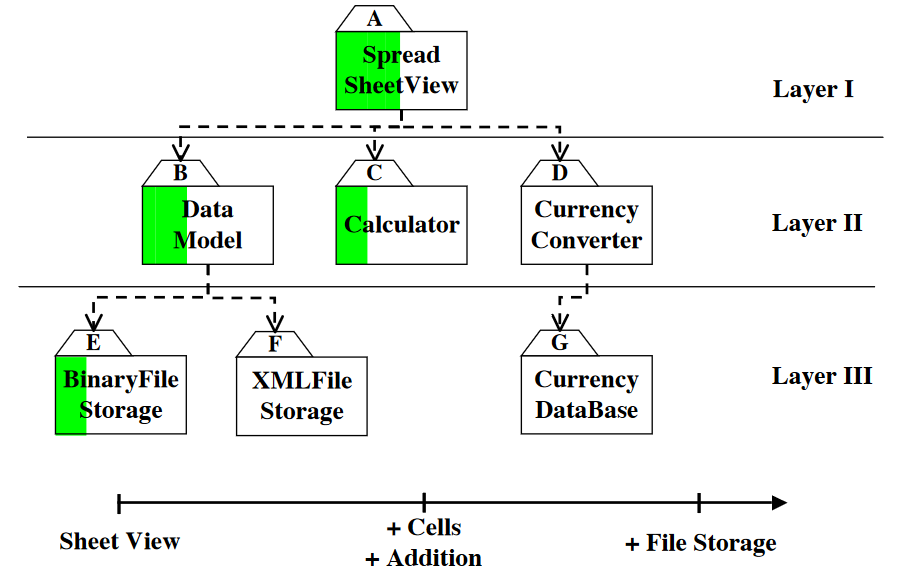 A
Spread
SheetView
Layer I
B
C
D
Data
Model
Calculator
Currency
Converter
Layer II
E
F
G
BinaryFile
Storage
XMLFile
Storage
Currency
DataBase
Layer III
Sheet View
+ Cells
+ Addition
+ File Storage